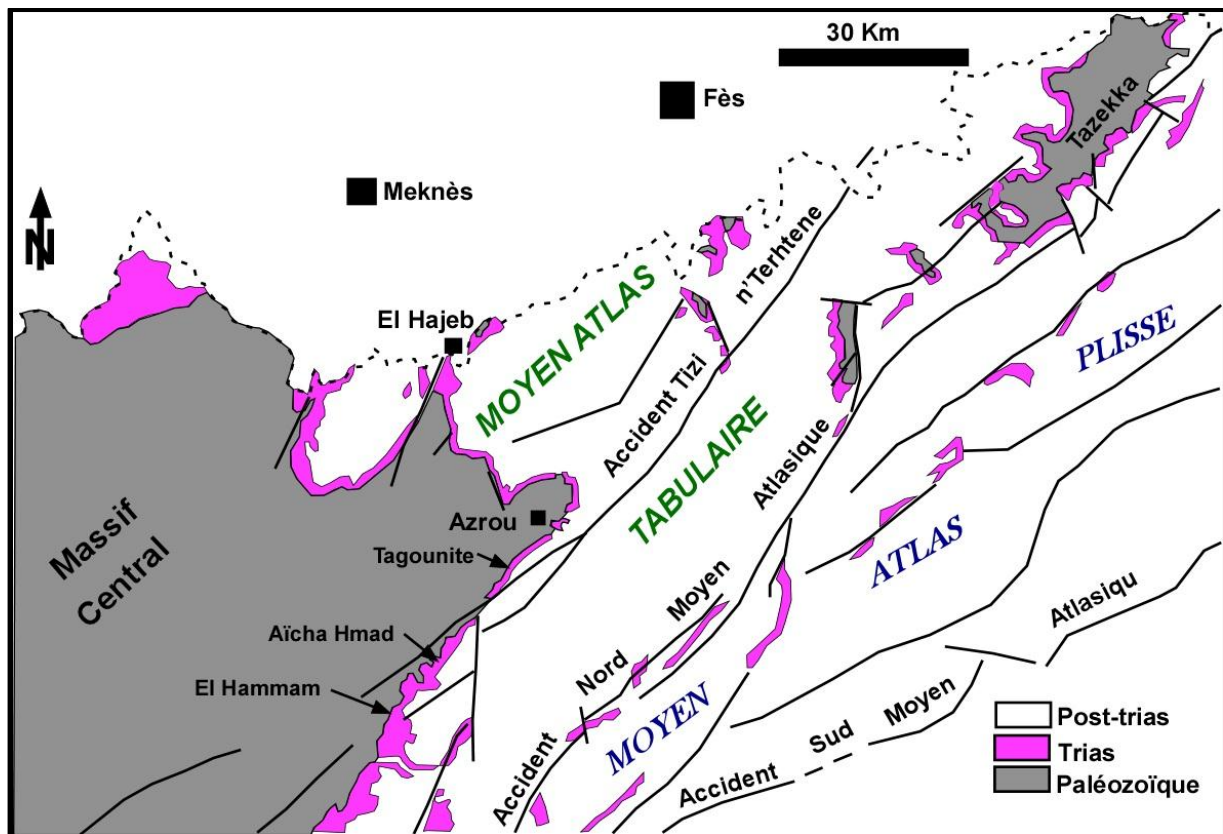 30 Km
Fès
Meknès
N
El Hajeb
MOYEN ATLAS
TABULAIRE
Accident Tizi n'Terhtene
Tazekka
PLISSE
ATLAS
MOYEN
Azrou
Tagounite
Aïcha Hmad
El Hammam
Massif
Central
Accident Nord Moyen Atlasique
Accident Sud Moyen Atlasiqu
Post-trias
Trias
Paléozoïque